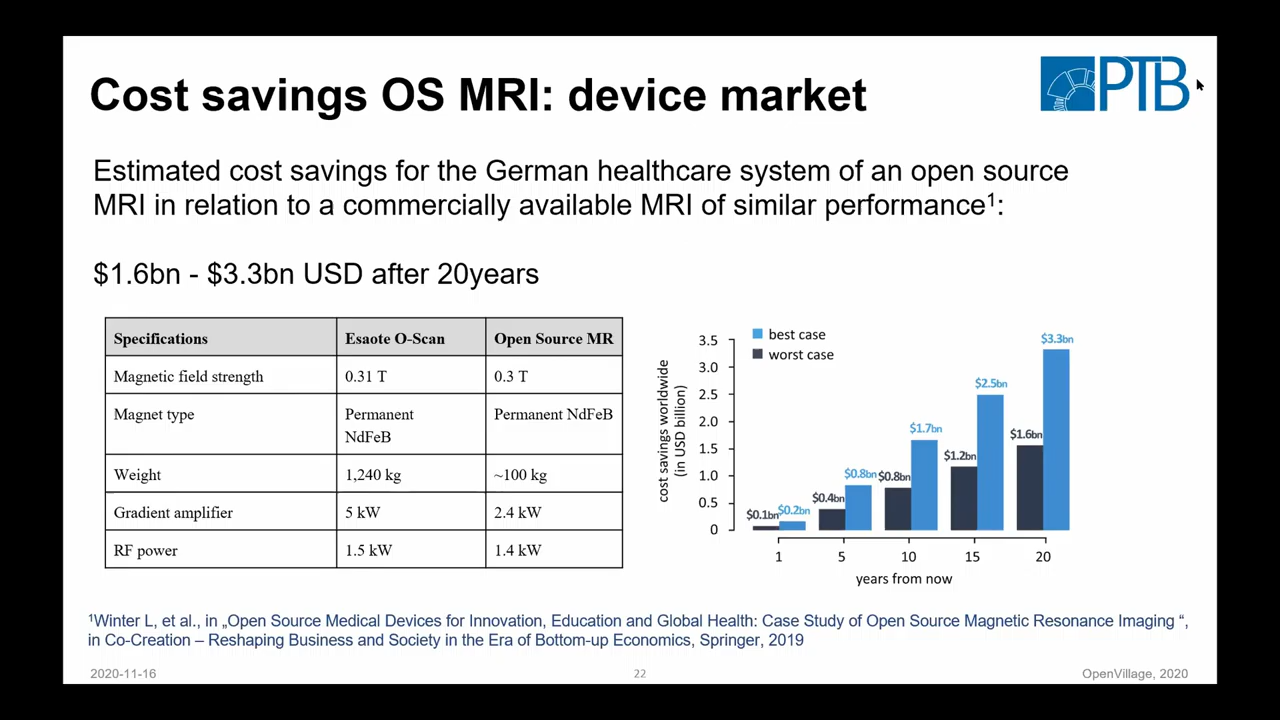 Cost savings OS MRI: device market
PTB
Estimated cost savings for the German healthcare system of an open source
MRI in relation to a commercially available MRI of similar performance¹:
$1.6bn - $3.3bn USD after 20years
Specifications Esaote O-Scan Open Source MR
Magnetic field strength 0.31 T 0.3 T
Magnet type Permanent NdFeB Permanent NdFeB
Weight 1,240 kg ~100 kg
Gradient amplifier 5 kW 2.4 kW
RF power 1.5 kW 1.4 kW
best case
worst case
cost savings worldwide
(in USD billion)
3.5
3.0
2.5
2.0
1.5
1.0
0.5
0
$0.1bn $0.2bn
$0.4bn $0.8bn
$0.8bn $1.7bn
$1.2bn $2.5bn
$1.6bn $3.3bn
1 5 10 15 20
years from now
¹Winter L, et al., in „Open Source Medical Devices for Innovation, Education and Global Health: Case Study of Open Source Magnetic Resonance Imaging “,
in Co-Creation – Reshaping Business and Society in the Era of Bottom-up Economics, Springer, 2019
2020-11-16 22 OpenVillage, 2020